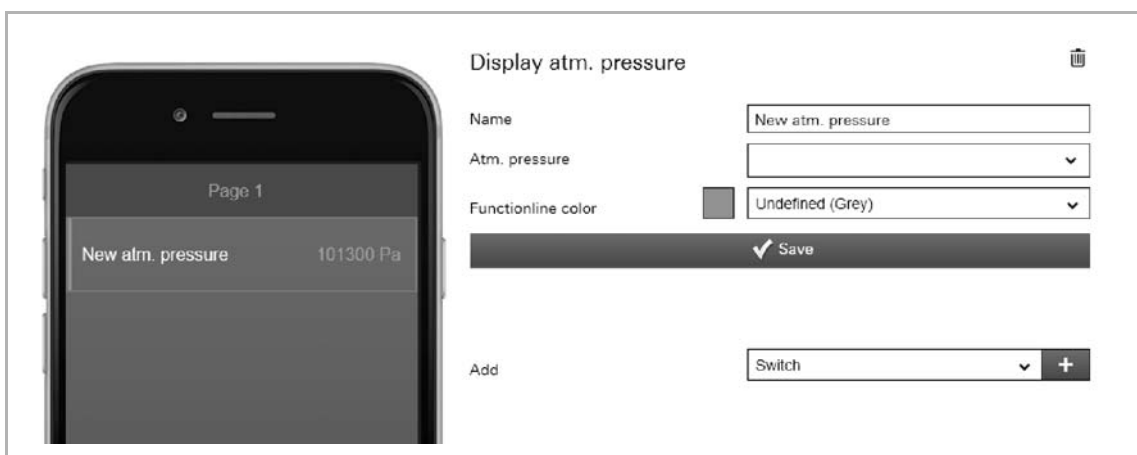 Display atm. pressure
Name
New atm. pressure
Atm. pressure
Functionline color
Undefined (Grey)
Save
Add
Switch
Page 1
New atm. pressure 101300 Pa